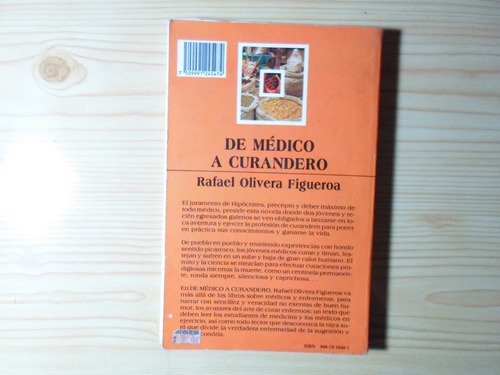 DE MÉDICO
A CURANDERO
Rafael Olivera Figueroa
El juramento de Hipócrates, precepto y deber máximo de
todo médico, preside esta novela donde dos jóvenes y re-
cién egresados galenos se ven obligados a lanzarse en lo-
ca aventura y ejercer la profesión de curandero para poner
en práctica sus conocimientos y ganarse la vida.
De pueblo en pueblo y reuniendo experiencias con hondo
sentido picaresco, los jóvenes médicos curan y timan, fes-
tejan y sufren en un sube y baja de gran calor humano. El
mito y la ciencia se mezclan para efectuar curaciones pro-
digiosas mientras la muerte, como un centinela permanen-
te, ronda siempre, silenciosa y caprichosa, . . .
En DE MÉDICO A CURANDERO, Rafael Olivera Figueroa va
más allá de los libros sobre médicos y enfermeras, para
narrar con sencillez y veracidad no exentas de buen hu-
mor, los avatares del arte de curar enfermos; un texto que
deben leer los estudiantes de medicina y los médicos en
ejercicio, así como todo lector que desconozca la raya su-
til que divide la verdadera enfermedad de la sugestión y
condria.
ISBN